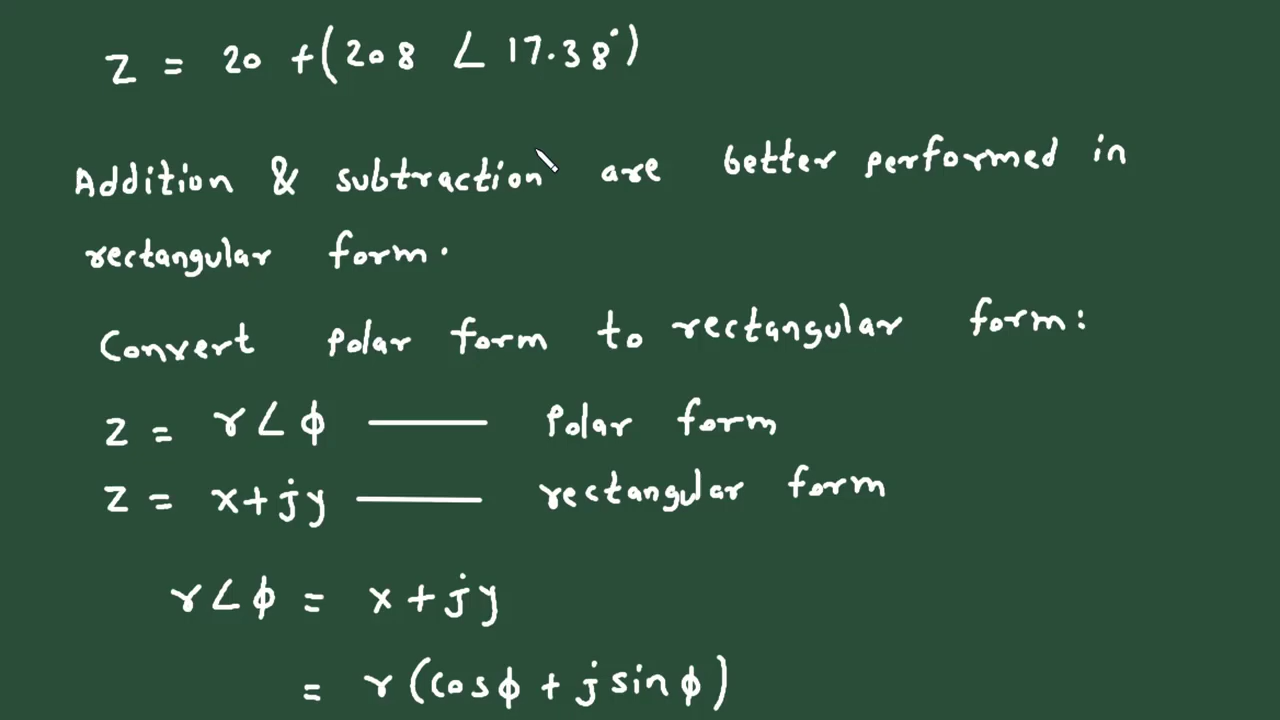 Z = 20 + (208 ∠ 17.38°)
Addition & subtraction are better performed in
rectangular form.
Convert polar form to rectangular form:
Z = r∠ϕ —— Polar form
Z = x+jy —— rectangular form
r∠ϕ = x+jy
= r(cosϕ + j sinϕ)